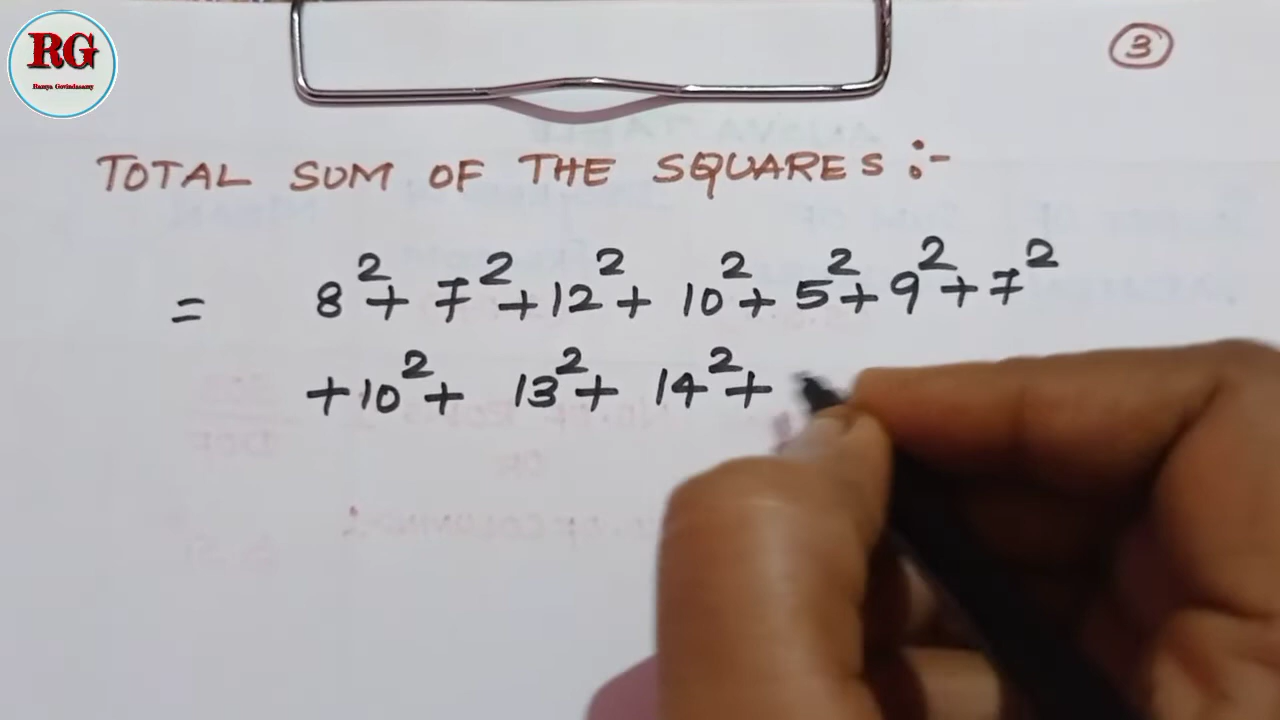 RG
Ramya Govindasamy
3
TOTAL SUM OF THE SQUARES :-
= 8² + 7² + 12² + 10² + 5² + 9² + 7²
+ 10² + 13² + 14² +